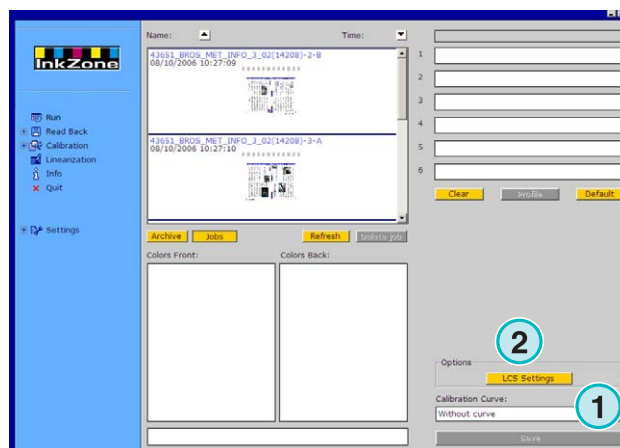 InkZone
Run
Read Back
Calibration
Linearization
Info
Quit
Settings
Name: Time:
43651_BROS_MET_INFO_3_02(14208)-2-B
08/10/2006 10:27:09
43651_BROS_MET_INFO_3_02(14208)-3-A
08/10/2006 10:27:10
Archive Jobs Refresh Delete job
Colors Front: Colors Back:
1
2
3
4
5
6
Clear Profile Default
2
Options
LCS Settings
1
Calibration Curve:
Without curve
Save